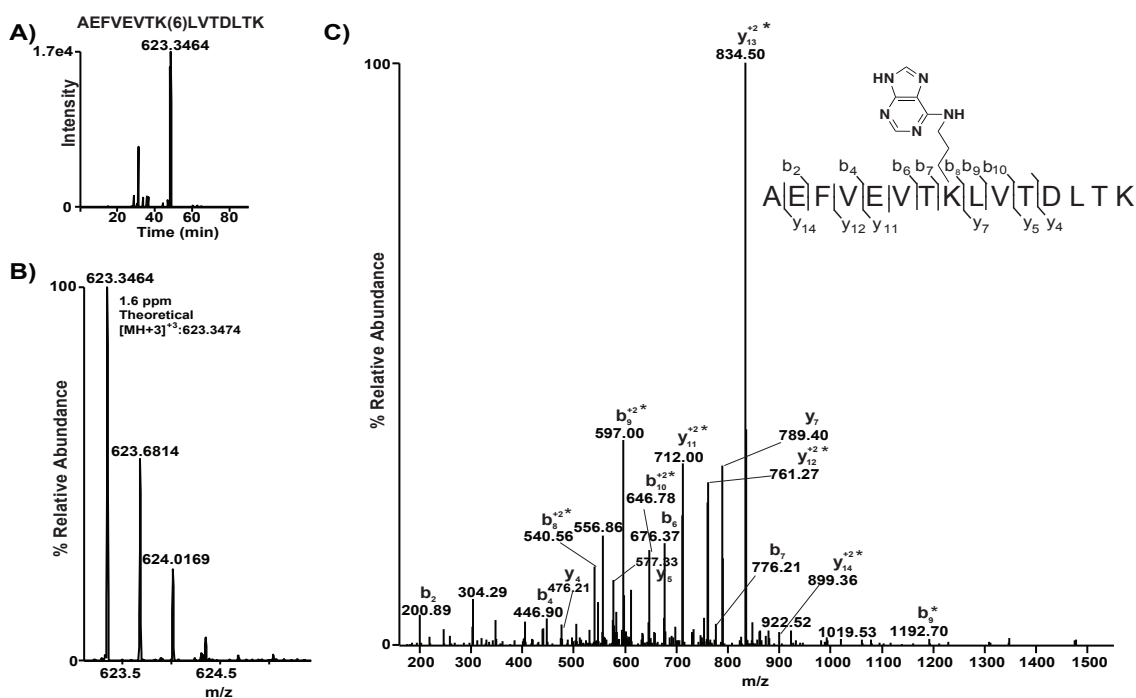 A)
AEFVEVTK(6)LVTDLTK
623.3464
1.7e4
Intensity
0
20 40 60 80
Time (min)
B)
623.3464
100
1.6 ppm
Theoretical
[MH+3]+3:623.3474
623.6814
624.0169
% Relative Abundance
0
623.5 624.5
m/z
C)
y13+2 *
834.50
100
HN N
N N
NH
b2 b4 b6 b7 b8 b9 b10
A E F V E V T K L V T D L T K
y14 y12 y11 y7 y5 y4
% Relative Abundance
b9+2 *
597.00
y11+2 *
712.00
y7
789.40
y12+2 *
761.27
b10+2*
646.78
b8+2 *
540.56
556.86
b6
676.37
577.33
y5
b7
776.21
y14+2 *
899.36
b2
200.89
304.29
b4
446.90
y4
476.21
922.52
1019.53
b9*
1192.70
0
200 300 400 500 600 700 800 900 1000 1100 1200 1300 1400 1500
m/z